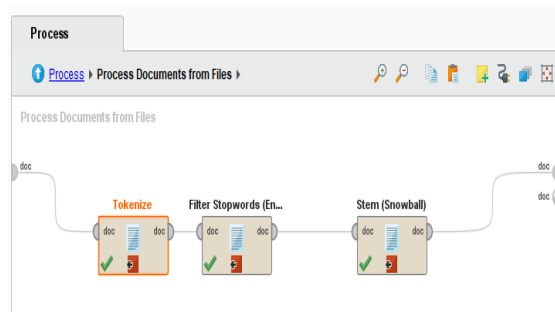 Process
Process ▸ Process Documents from Files ▸
Process Documents from Files
doc
doc
doc
Tokenize
Filter Stopwords (En...
Stem (Snowball)
doc doc
doc doc
doc doc